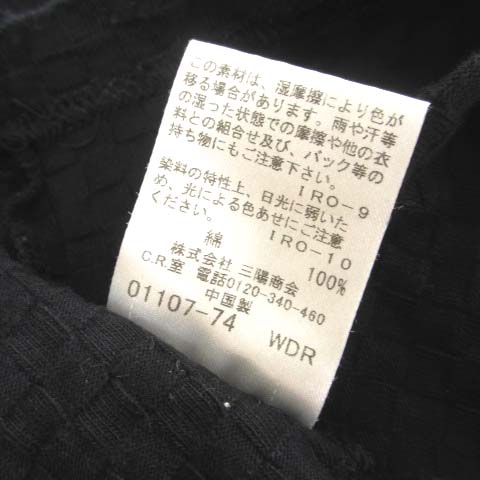 この素材は、湿摩擦により色が
移る場合があります。雨や汗等
の湿った状態での摩擦や他の衣
料との組合せ及び、バック等の
持ち物にもご注意下さい。
IRO-9
染料の特性上、日光に弱いた
め、光による色あせにご注意
ください。
IRO-10
綿 100%
株式会社 三陽商会
C.R.室 電話0120-340-460
中国製
01107-74 WDR